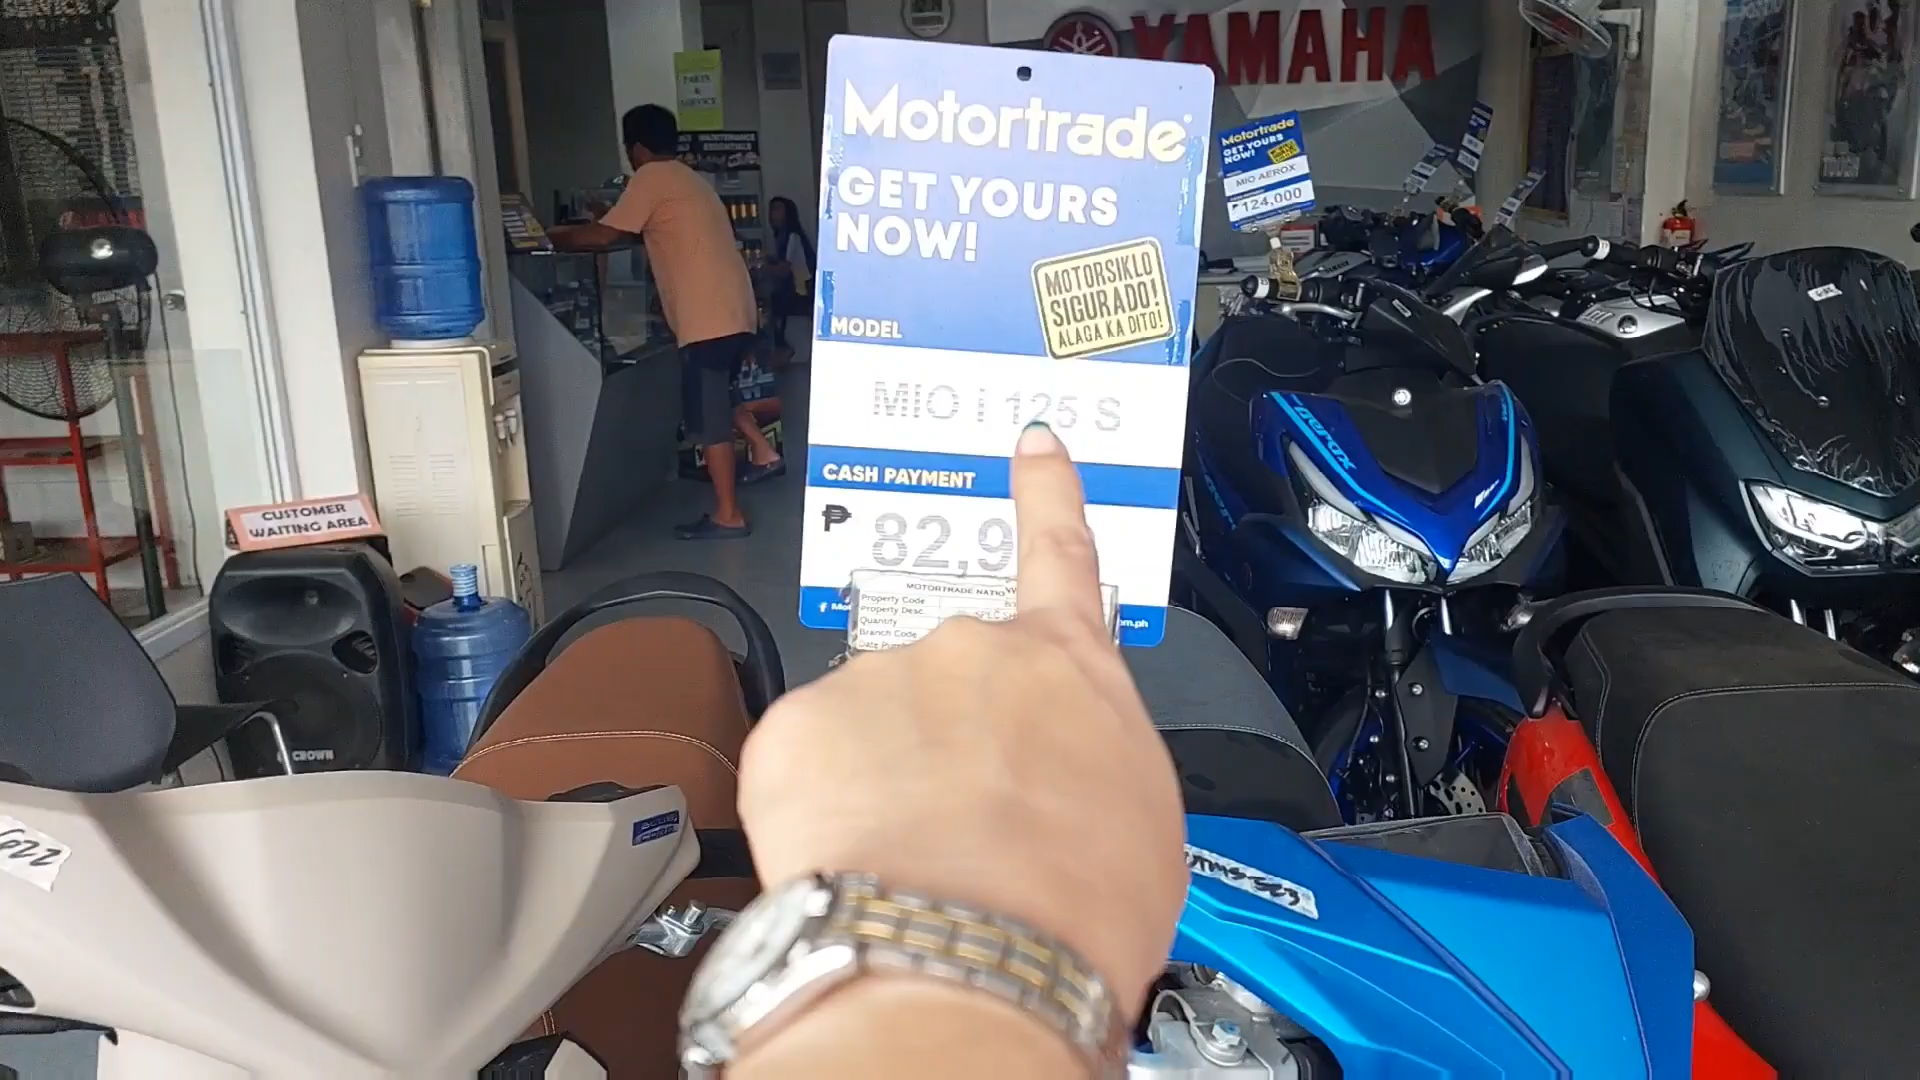 YAMAHA
Motortrade
GET YOURS
NOW!
MOTORSIKLO
SIGURADO!
ALAGA KA DITO!
MODEL
MIO I 125 S
CASH PAYMENT
₱ 82,9
MOTORTRADE NATIO
Property Code
Property Desc.
Quantity
Branch Code
Motortrade
GET YOURS
NOW!
MIO AEROX
₱124,000
PARTS
&
SERVICE
MAINTENANCE
ESSENTIALS
CUSTOMER
WAITING AREA
CROWN
aerox